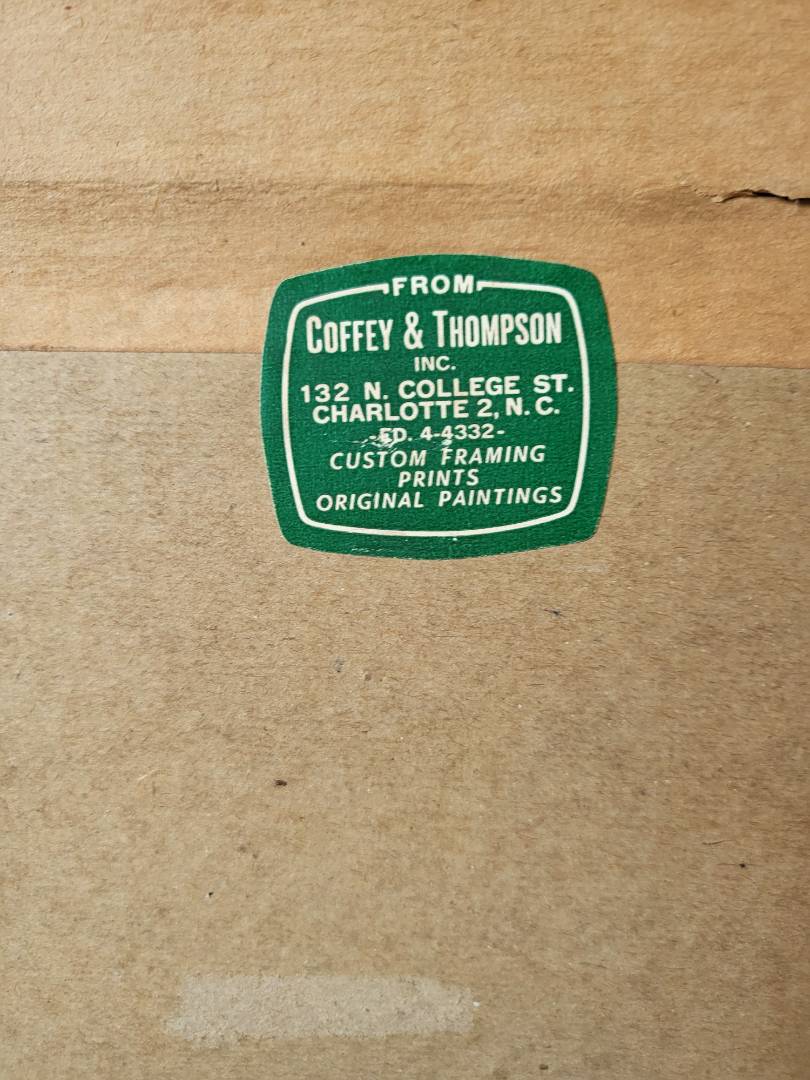 FROM
COFFEY & THOMPSON
INC.
132 N. COLLEGE ST.
CHARLOTTE 2, N. C.
-ED. 4-4332-
CUSTOM FRAMING
PRINTS
ORIGINAL PAINTINGS